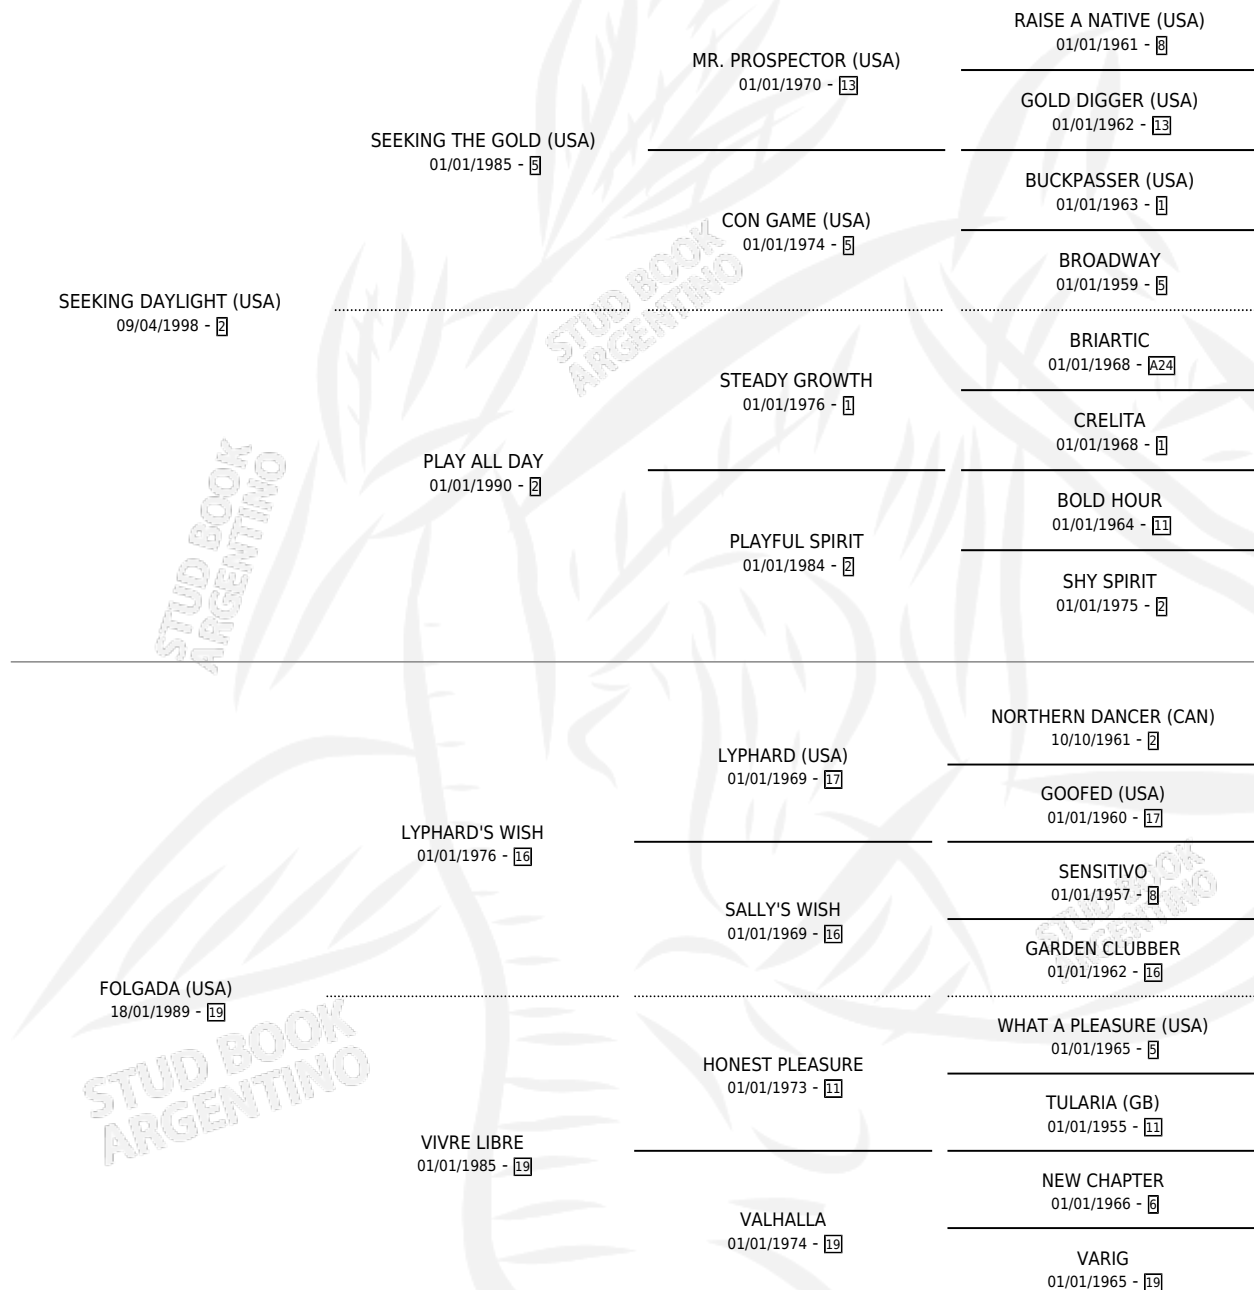 RAISE A NATIVE (USA)
01/01/1961 - 8
MR. PROSPECTOR (USA)
01/01/1970 - 13
GOLD DIGGER (USA)
01/01/1962 - 13
SEEKING THE GOLD (USA)
01/01/1985 - 5
BUCKPASSER (USA)
01/01/1963 - 1
CON GAME (USA)
01/01/1974 - 5
BROADWAY
01/01/1959 - 5
SEEKING DAYLIGHT (USA)
09/04/1998 - 2
STUD BOOK
ARGENTINO
BRIARTIC
01/01/1968 - A24
STEADY GROWTH
01/01/1976 - 1
CRELITA
01/01/1968 - 1
PLAY ALL DAY
01/01/1990 - 2
BOLD HOUR
01/01/1964 - 11
PLAYFUL SPIRIT
01/01/1984 - 2
SHY SPIRIT
01/01/1975 - 2
STUD BOOK
ARGENTINO
NORTHERN DANCER (CAN)
10/10/1961 - 2
LYPHARD (USA)
01/01/1969 - 17
GOOFED (USA)
01/01/1960 - 17
LYPHARD'S WISH
01/01/1976 - 16
SENSITIVO
01/01/1957 - 8
SALLY'S WISH
01/01/1969 - 16
STUD BOOK
ARGENTINO
GARDEN CLUBBER
01/01/1962 - 16
FOLGADA (USA)
18/01/1989 - 19
STUD BOOK
ARGENTINO
WHAT A PLEASURE (USA)
01/01/1965 - 5
HONEST PLEASURE
01/01/1973 - 11
TULARIA (GB)
01/01/1955 - 11
VIVRE LIBRE
01/01/1985 - 19
NEW CHAPTER
01/01/1966 - 6
VALHALLA
01/01/1974 - 19
VARIG
01/01/1965 - 19